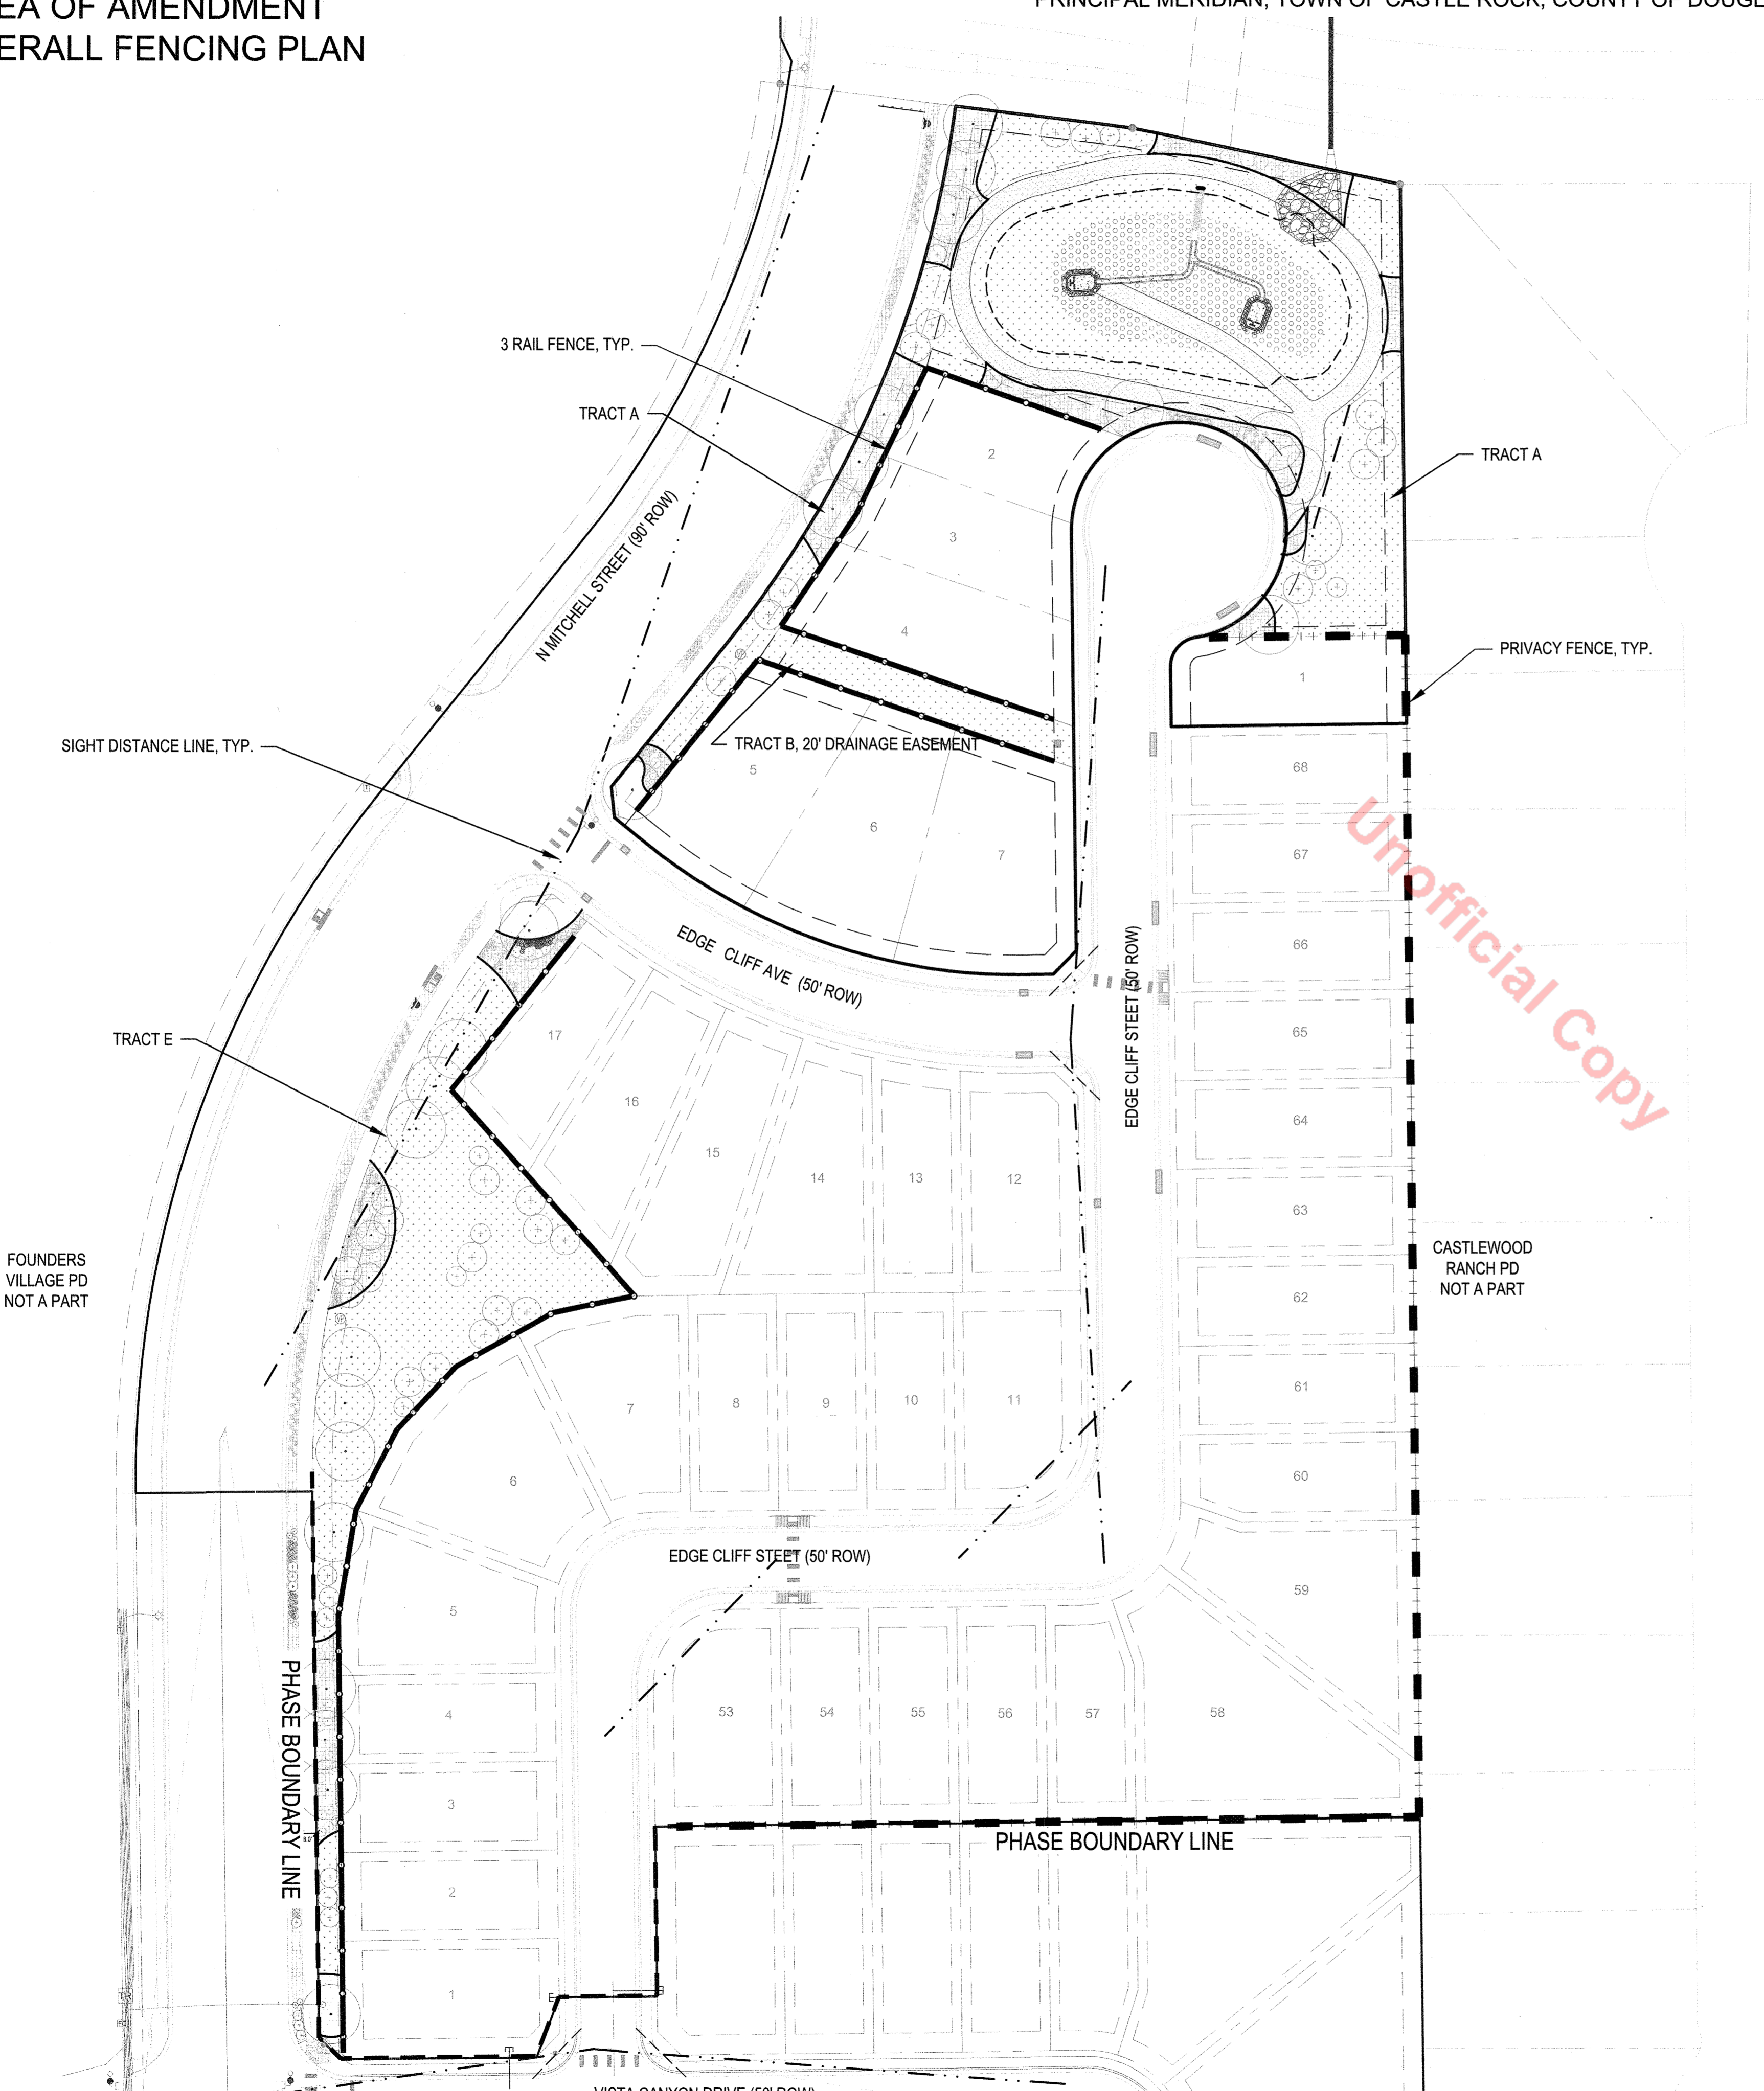 EA OF AMENDMENT
ERALL FENCING PLAN
3 RAIL FENCE, TYP.
TRACT A
2
TRACT A
N MITCHELL STREET (90' ROW)
3
4
PRIVACY FENCE, TYP.
1
SIGHT DISTANCE LINE, TYP.
TRACT B, 20' DRAINAGE EASEMENT
5
68
6
7
67
Unofficial Copy
EDGE CLIFF AVE (50' ROW)
EDGE CLIFF STEET (50' ROW)
66
TRACT E
17
65
16
15
14
13
12
64
63
FOUNDERS
VILLAGE PD
NOT A PART
CASTLEWOOD
RANCH PD
NOT A PART
62
61
7
8
9
10
11
6
60
EDGE CLIFF STEET (50' ROW)
59
5
PHASE BOUNDARY LINE
4
53
54
55
56
57
58
3
PHASE BOUNDARY LINE
2
1
TR